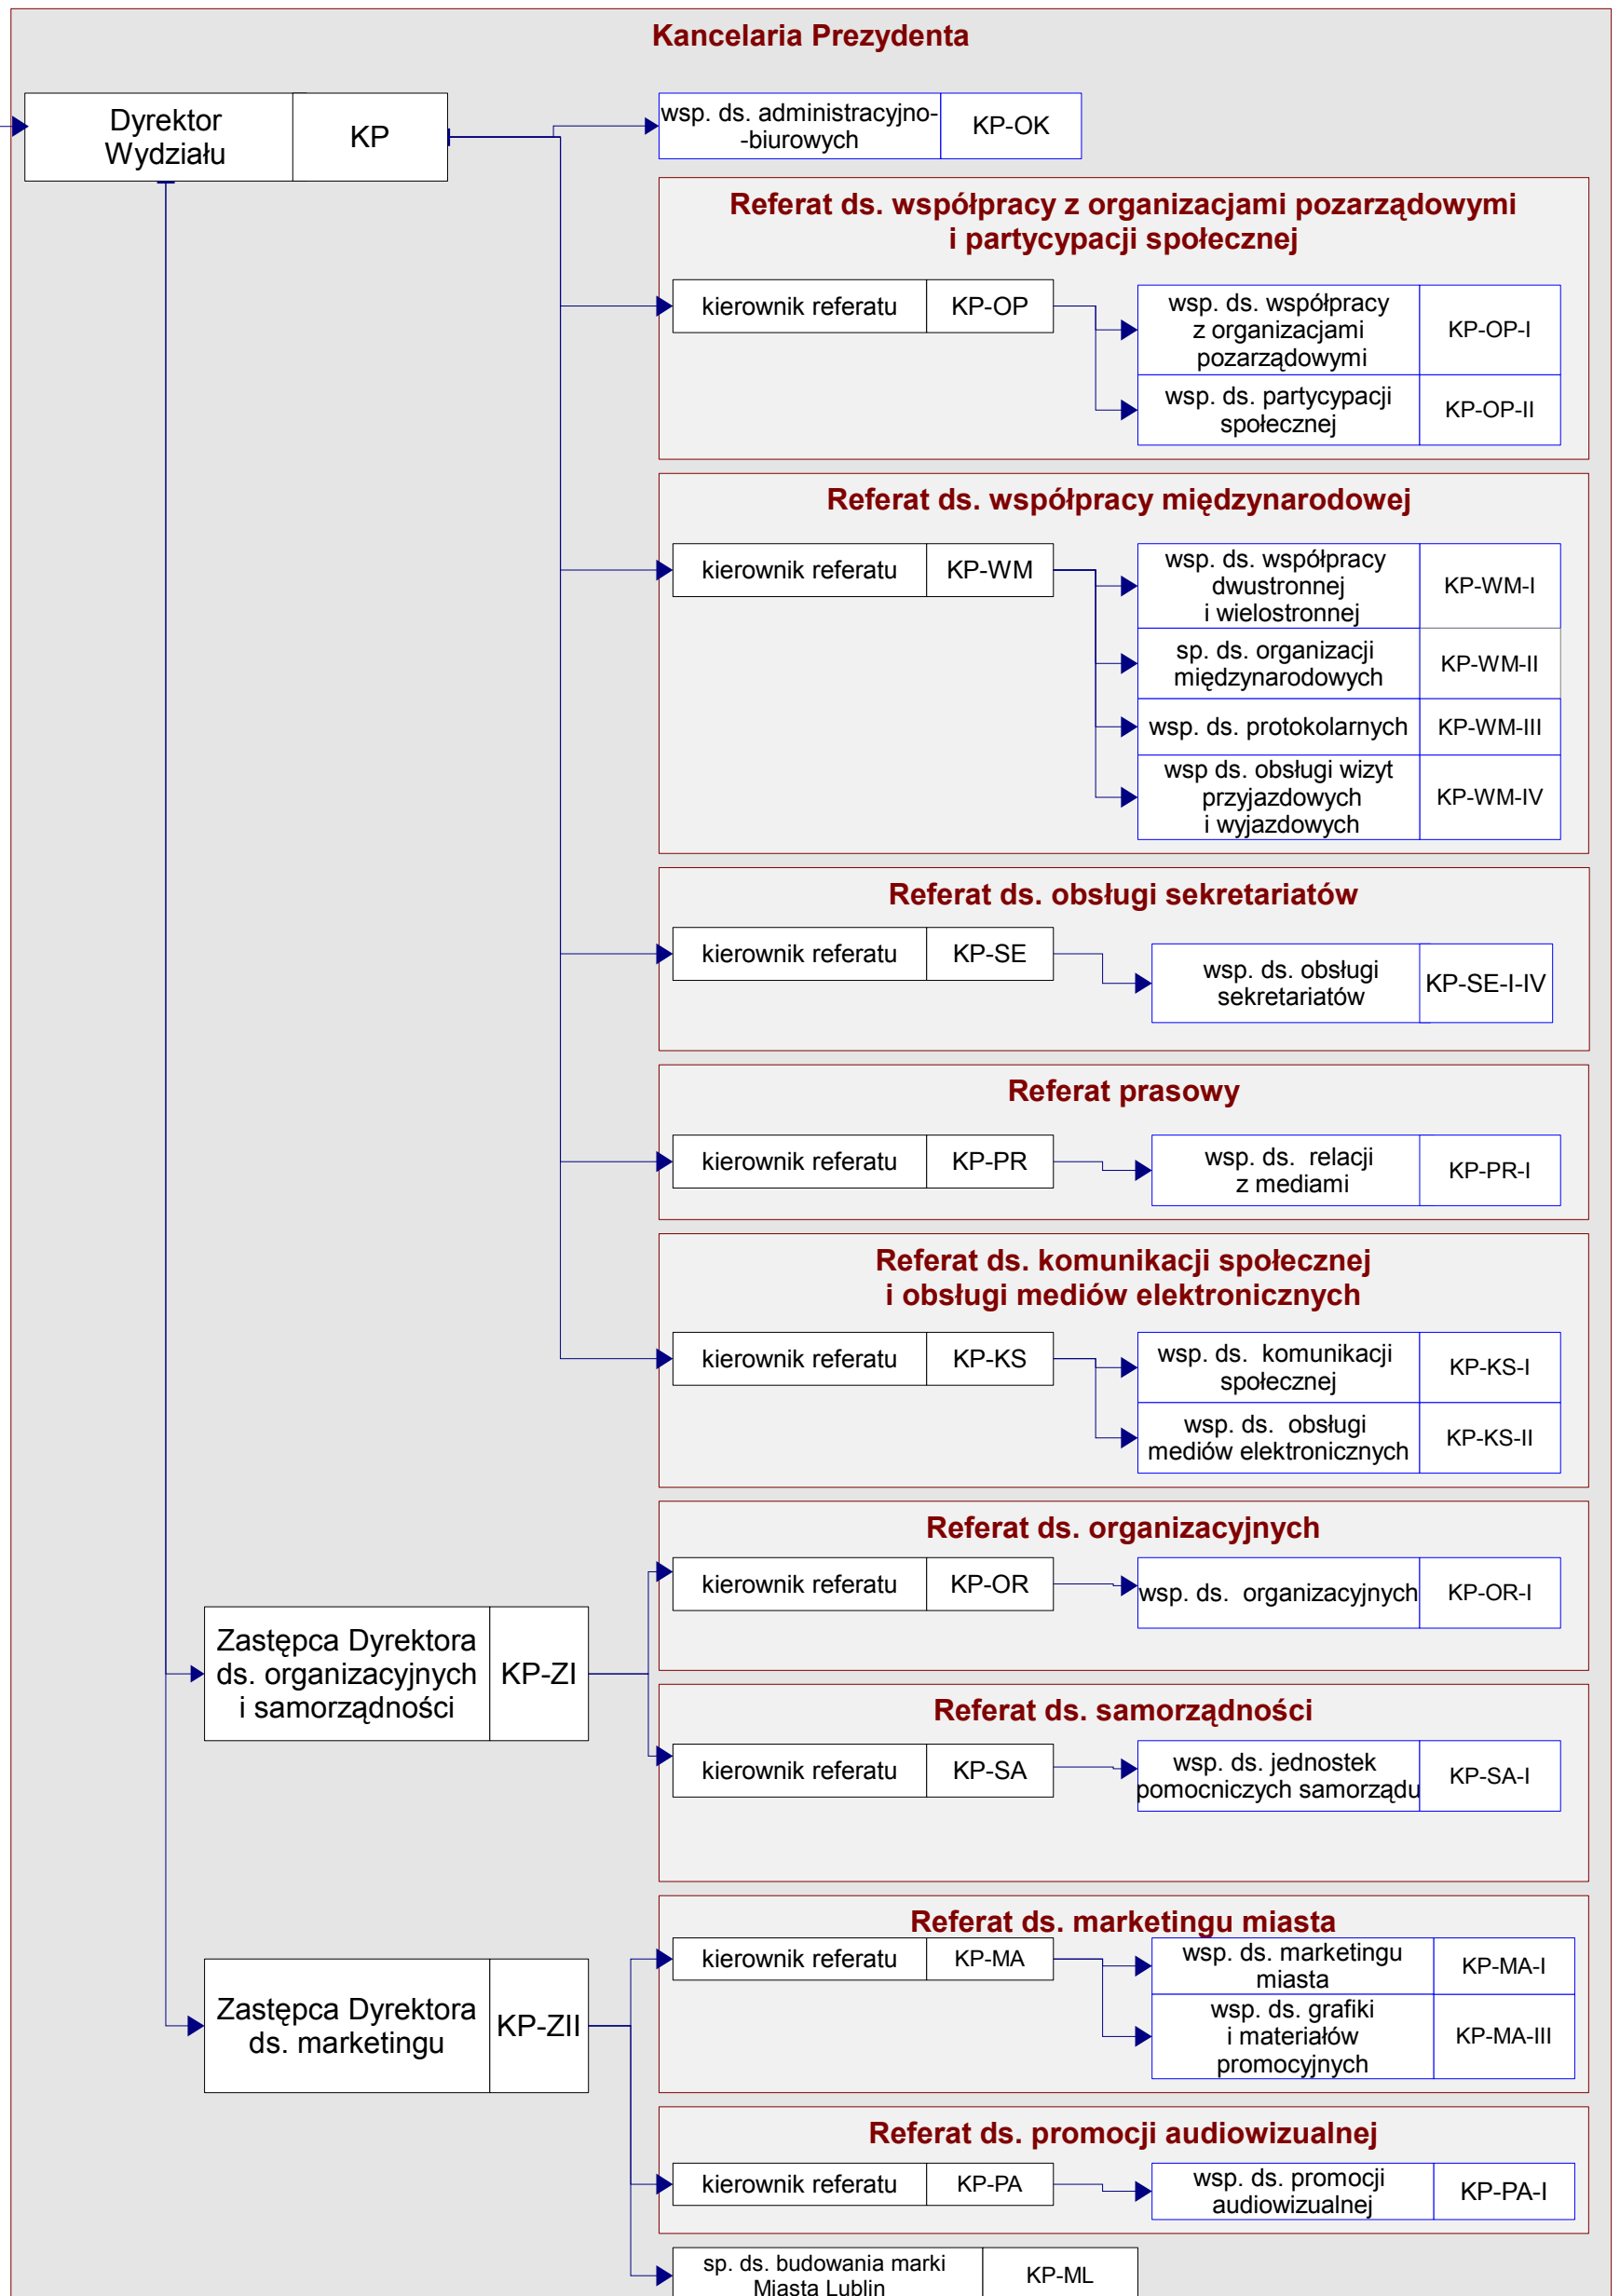 Kancelaria Prezydenta
Dyrektor
Wydziału
KP
wsp. ds. administracyjno-
-biurowych
KP-OK
Referat ds. współpracy z organizacjami pozarządowymi
i partycypacji społecznej
kierownik referatu
KP-OP
wsp. ds. współpracy
z organizacjami
pozarządowymi
KP-OP-I
wsp. ds. partycypacji
społecznej
KP-OP-II
Referat ds. współpracy międzynarodowej
kierownik referatu
KP-WM
wsp. ds. współpracy
dwustronnej
i wielostronnej
KP-WM-I
sp. ds. organizacji
międzynarodowych
KP-WM-II
wsp. ds. protokolarnych
KP-WM-III
wsp ds. obsługi wizyt
przyjazdowych
i wyjazdowych
KP-WM-IV
Referat ds. obsługi sekretariatów
kierownik referatu
KP-SE
wsp. ds. obsługi
sekretariatów
KP-SE-I-IV
Referat prasowy
kierownik referatu
KP-PR
wsp. ds. relacji
z mediami
KP-PR-I
Referat ds. komunikacji społecznej
i obsługi mediów elektronicznych
kierownik referatu
KP-KS
wsp. ds. komunikacji
społecznej
KP-KS-I
wsp. ds. obsługi
mediów elektronicznych
KP-KS-II
Referat ds. organizacyjnych
kierownik referatu
KP-OR
wsp. ds. organizacyjnych
KP-OR-I
Zastępca Dyrektora
ds. organizacyjnych
i samorządności
KP-ZI
Referat ds. samorządności
kierownik referatu
KP-SA
wsp. ds. jednostek
pomocniczych samorządu
KP-SA-I
Referat ds. marketingu miasta
kierownik referatu
KP-MA
wsp. ds. marketingu
miasta
KP-MA-I
wsp. ds. grafiki
i materiałów
promocyjnych
KP-MA-III
Zastępca Dyrektora
ds. marketingu
KP-ZII
Referat ds. promocji audiowizualnej
kierownik referatu
KP-PA
wsp. ds. promocji
audiowizualnej
KP-PA-I
sp. ds. budowania marki
Miasta Lublin
KP-ML